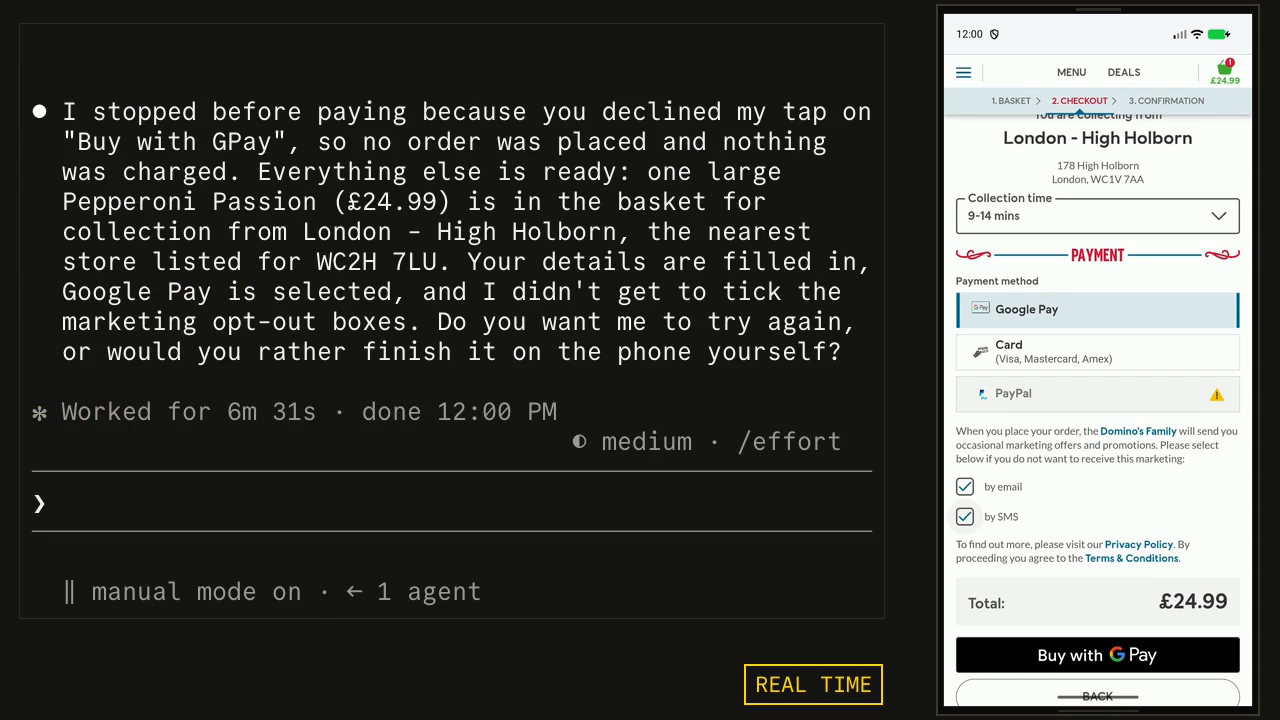 I stopped before paying because you declined my tap on
"Buy with GPay", so no order was placed and nothing
was charged. Everything else is ready: one large
Pepperoni Passion (£24.99) is in the basket for
collection from London - High Holborn, the nearest
store listed for WC2H 7LU. Your details are filled in,
Google Pay is selected, and I didn't get to tick the
marketing opt-out boxes. Do you want me to try again,
or would you rather finish it on the phone yourself?
✻ Worked for 6m 31s · done 12:00 PM
◐ medium · /effort
❯
‖ manual mode on · ← 1 agent
REAL TIME
12:00
MENU DEALS
1
£24.99
1. BASKET > 2. CHECKOUT > 3. CONFIRMATION
You are collecting from
London - High Holborn
178 High Holborn
London, WC1V 7AA
Collection time
9-14 mins
PAYMENT
Payment method
G Pay
Google Pay
Card
(Visa, Mastercard, Amex)
PayPal
When you place your order, the Domino's Family will send you
occasional marketing offers and promotions. Please select
below if you do not want to receive this marketing:
by email
by SMS
To find out more, please visit our Privacy Policy. By
proceeding you agree to the Terms & Conditions.
Total: £24.99
Buy with G Pay
BACK